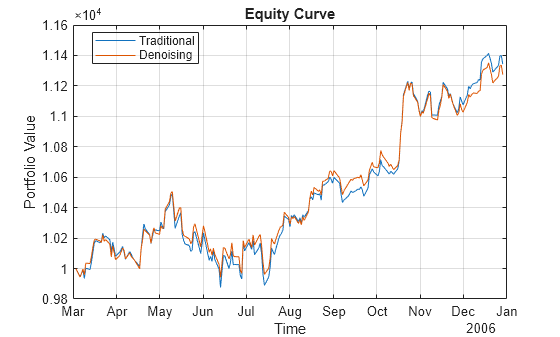 Equity Curve
×10⁴
Traditional
Denoising
1.16
1.14
1.12
1.1
1.08
1.06
1.04
1.02
1
0.98
Portfolio Value
Mar Apr May Jun Jul Aug Sep Oct Nov Dec Jan
Time
2006